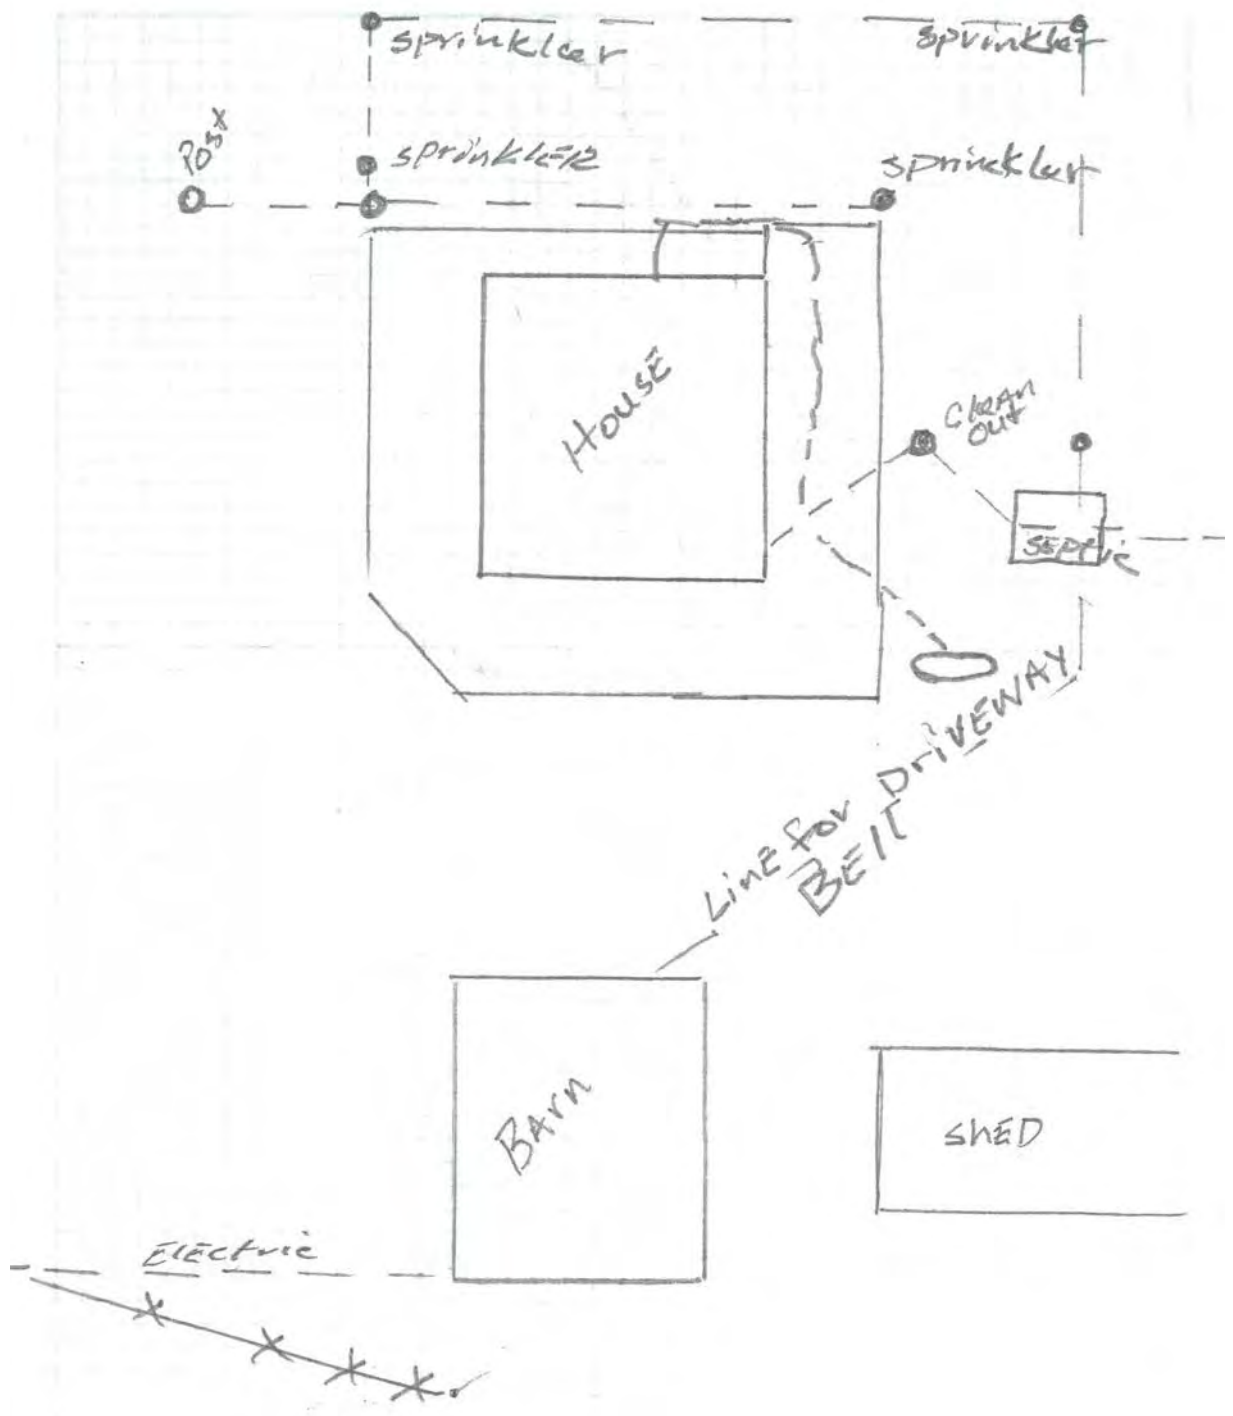 sprinkler
sprinkler
Post
SPrinkLER
sprinkler
HousE
CleAn
out
SEPtic
LinE for DriVEWAY
BEll
BArn
ShED
ElEctric